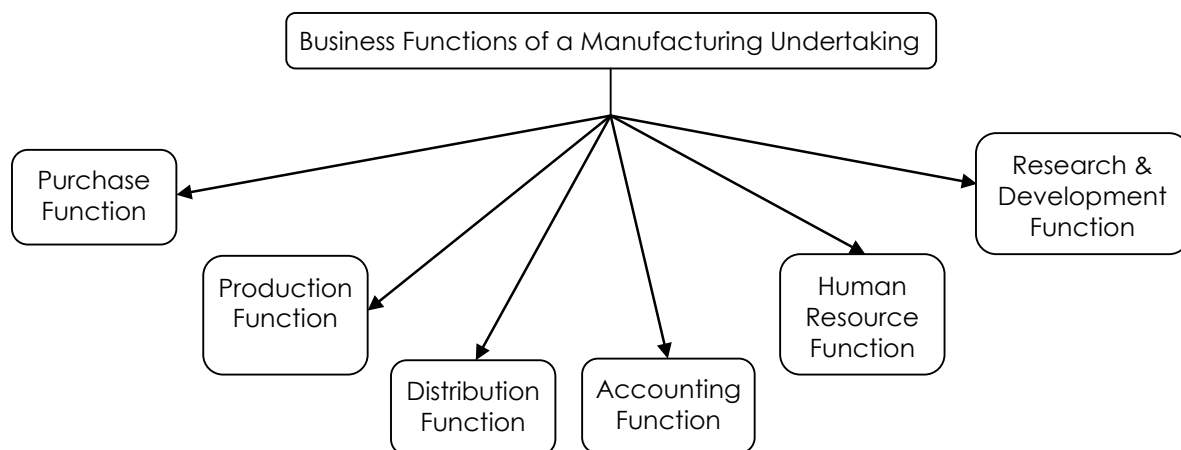 Business Functions of a Manufacturing Undertaking
Purchase
Function
Production
Function
Distribution
Function
Accounting
Function
Human
Resource
Function
Research &
Development
Function